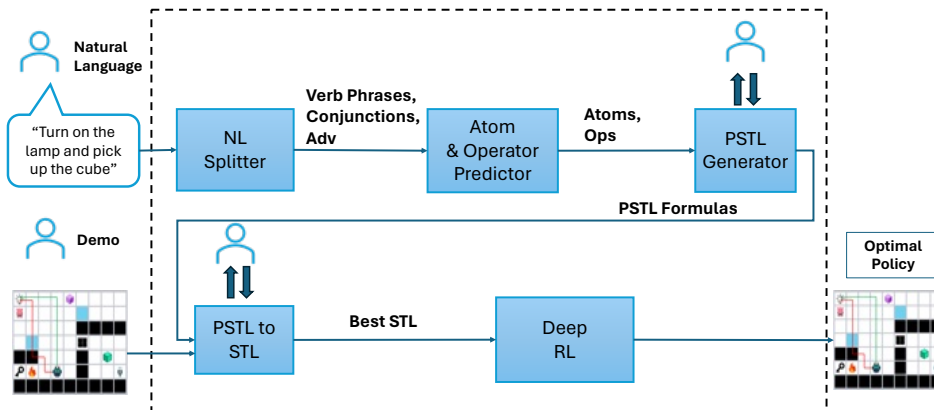 Natural
Language
“Turn on the
lamp and pick
up the cube”
NL
Splitter
Verb Phrases,
Conjunctions,
Adv
Atom
& Operator
Predictor
Atoms,
Ops
PSTL
Generator
PSTL Formulas
Demo
PSTL to
STL
Best STL
Deep
RL
Optimal
Policy